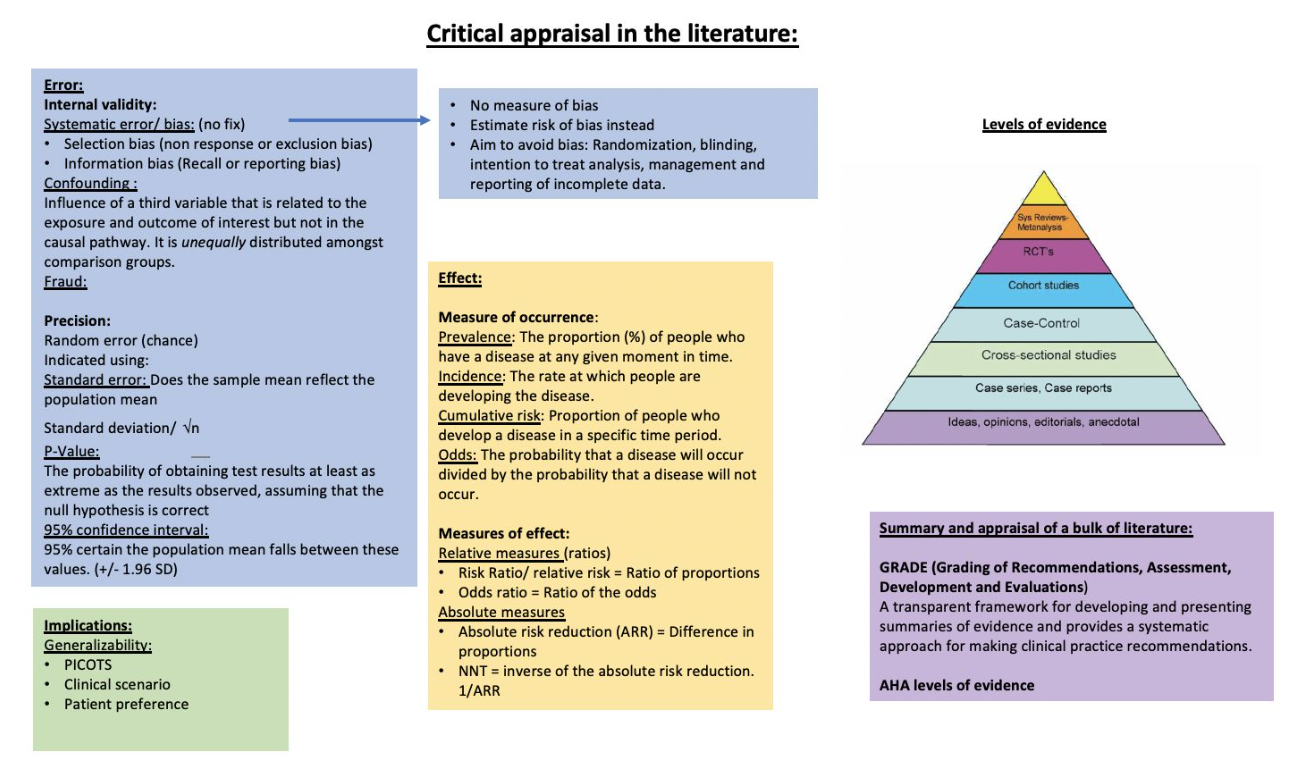 Critical appraisal in the literature:
Error:
Internal validity:
Systematic error/ bias: (no fix)
• Selection bias (non response or exclusion bias)
• Information bias (Recall or reporting bias)
Confounding :
Influence of a third variable that is related to the
exposure and outcome of interest but not in the
causal pathway. It is unequally distributed amongst
comparison groups.
Fraud:
Precision:
Random error (chance)
Indicated using:
Standard error: Does the sample mean reflect the
population mean
Standard deviation/ √n
P-Value:
The probability of obtaining test results at least as
extreme as the results observed, assuming that the
null hypothesis is correct
95% confidence interval:
95% certain the population mean falls between these
values. (+/- 1.96 SD)
Implications:
Generalizability:
• PICOTS
• Clinical scenario
• Patient preference
• No measure of bias
• Estimate risk of bias instead
• Aim to avoid bias: Randomization, blinding,
intention to treat analysis, management and
reporting of incomplete data.
Effect:
Measure of occurrence:
Prevalence: The proportion (%) of people who
have a disease at any given moment in time.
Incidence: The rate at which people are
developing the disease.
Cumulative risk: Proportion of people who
develop a disease in a specific time period.
Odds: The probability that a disease will occur
divided by the probability that a disease will not
occur.
Measures of effect:
Relative measures (ratios)
• Risk Ratio/ relative risk = Ratio of proportions
• Odds ratio = Ratio of the odds
Absolute measures
• Absolute risk reduction (ARR) = Difference in
proportions
• NNT = inverse of the absolute risk reduction.
1/ARR
Levels of evidence
Sys Reviews-
Metanalysis
RCT's
Cohort studies
Case-Control
Cross-sectional studies
Case series, Case reports
Ideas, opinions, editorials, anecdotal
Summary and appraisal of a bulk of literature:
GRADE (Grading of Recommendations, Assessment,
Development and Evaluations)
A transparent framework for developing and presenting
summaries of evidence and provides a systematic
approach for making clinical practice recommendations.
AHA levels of evidence